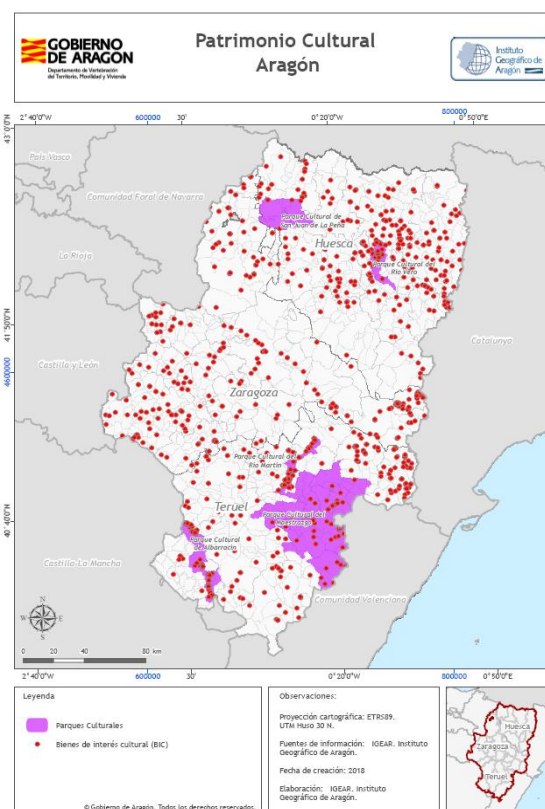 GOBIERNO
DE ARAGON
Departamento de Vertebración
del Territorio, Movilidad y Vivienda
Patrimonio Cultural
Aragón
Instituto
Geográfico de
Aragón
2°40'0"W
600000
30'
0°20'0"W
800000
0°50'0"E
43°0'0"N
País Vasco
Comunidad Foral de Navarra
Parque Cultural de
San Juan de La Peña
Huesca
La Rioja
Parque Cultural del
Río Vero
41°50'0"N
Castilla y León
4600000
Catalunya
Zaragoza
Parque Cultural del
Río Martín
Teruel
Parque Cultural del
Maestrazgo
40°40'0"N
Parque Cultural
de Albarracín
Castilla-La Mancha
Comunidad Valenciana
N
W
E
S
0
20
40
80 km
2°40'0"W
600000
30'
0°20'0"W
800000
0°50'0"E
Leyenda
Parques Culturales
Bienes de interés cultural (BIC)
© Gobierno de Aragón. Todos los derechos reservados.
Observaciones:
Proyección cartográfica: ETRS89.
UTM Huso 30 N.
Fuentes de información: IGEAR. Instituto
Geográfico de Aragón.
Fecha de creación: 2018
Elaboración: IGEAR. Instituto
Geográfico de Aragón.
Huesca
Zaragoza
Teruel